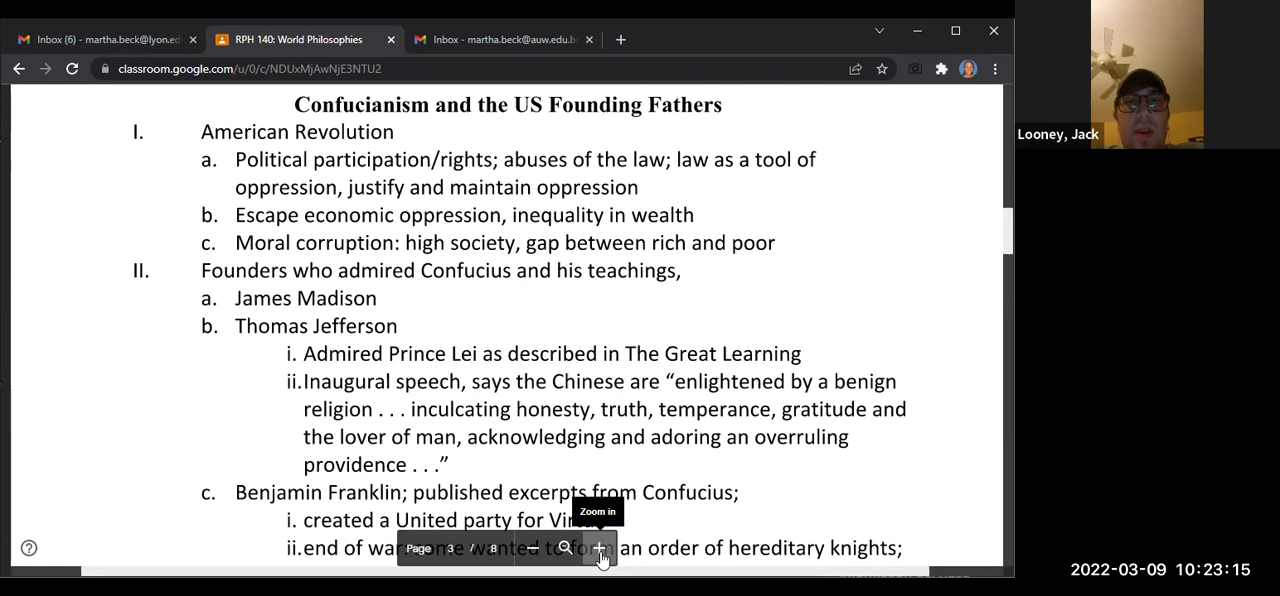 Inbox (6) - martha.beck@lyon.ed
RPH 140: World Philosophies
Inbox - martha.beck@auw.edu.b
classroom.google.com/u/0/c/NDUxMjAwNjE3NTU2
Looney, Jack
Confucianism and the US Founding Fathers
I. American Revolution
a. Political participation/rights; abuses of the law; law as a tool of
oppression, justify and maintain oppression
b. Escape economic oppression, inequality in wealth
c. Moral corruption: high society, gap between rich and poor
II. Founders who admired Confucius and his teachings,
a. James Madison
b. Thomas Jefferson
i. Admired Prince Lei as described in The Great Learning
ii. Inaugural speech, says the Chinese are “enlightened by a benign
religion . . . inculcating honesty, truth, temperance, gratitude and
the lover of man, acknowledging and adoring an overruling
providence . . .”
c. Benjamin Franklin; published excerpts from Confucius;
Zoom in
i. created a United party for Virtue
ii. end of war: some wanted to form an order of hereditary knights;
Page 3 / 8
2022-03-09 10:23:15